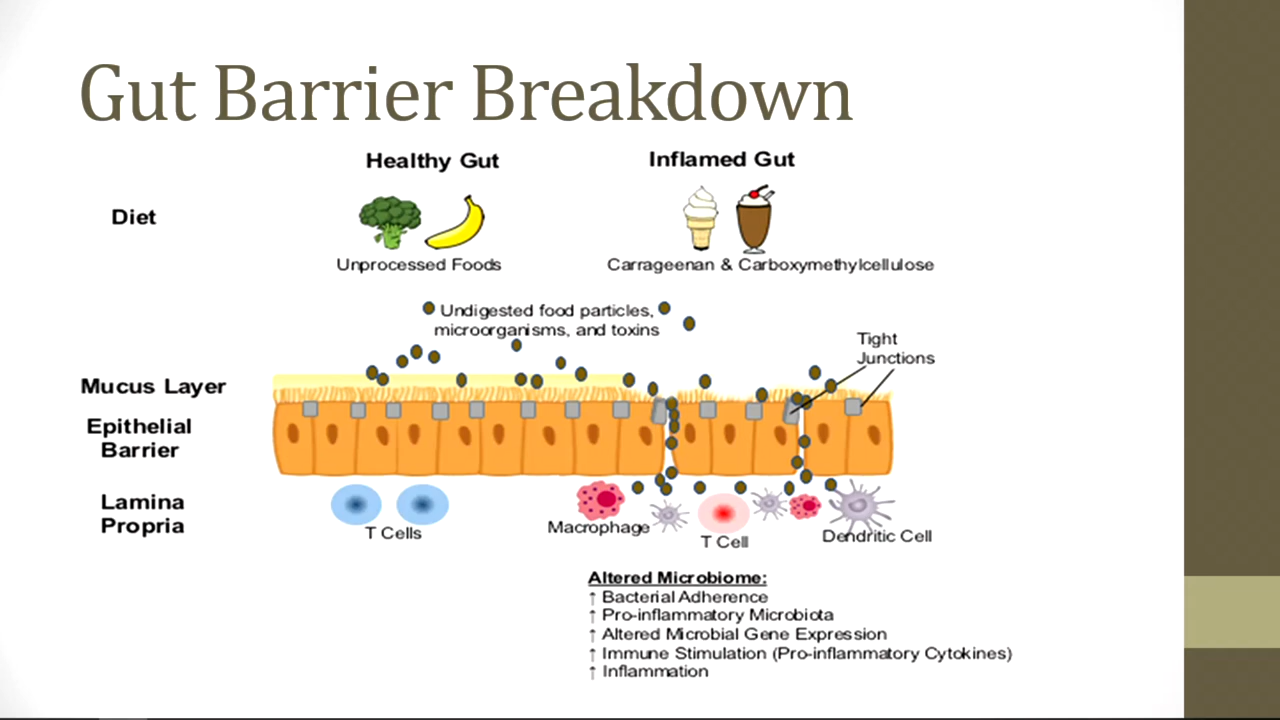 Gut Barrier Breakdown
Healthy Gut
Inflamed Gut
Diet
Unprocessed Foods
Carrageenan & Carboxymethylcellulose
Undigested food particles,
microorganisms, and toxins
Tight
Junctions
Mucus Layer
Epithelial
Barrier
Lamina
Propria
T Cells
Macrophage
T Cell
Dendritic Cell
Altered Microbiome:
↑ Bacterial Adherence
↑ Pro-inflammatory Microbiota
↑ Altered Microbial Gene Expression
↑ Immune Stimulation (Pro-inflammatory Cytokines)
↑ Inflammation